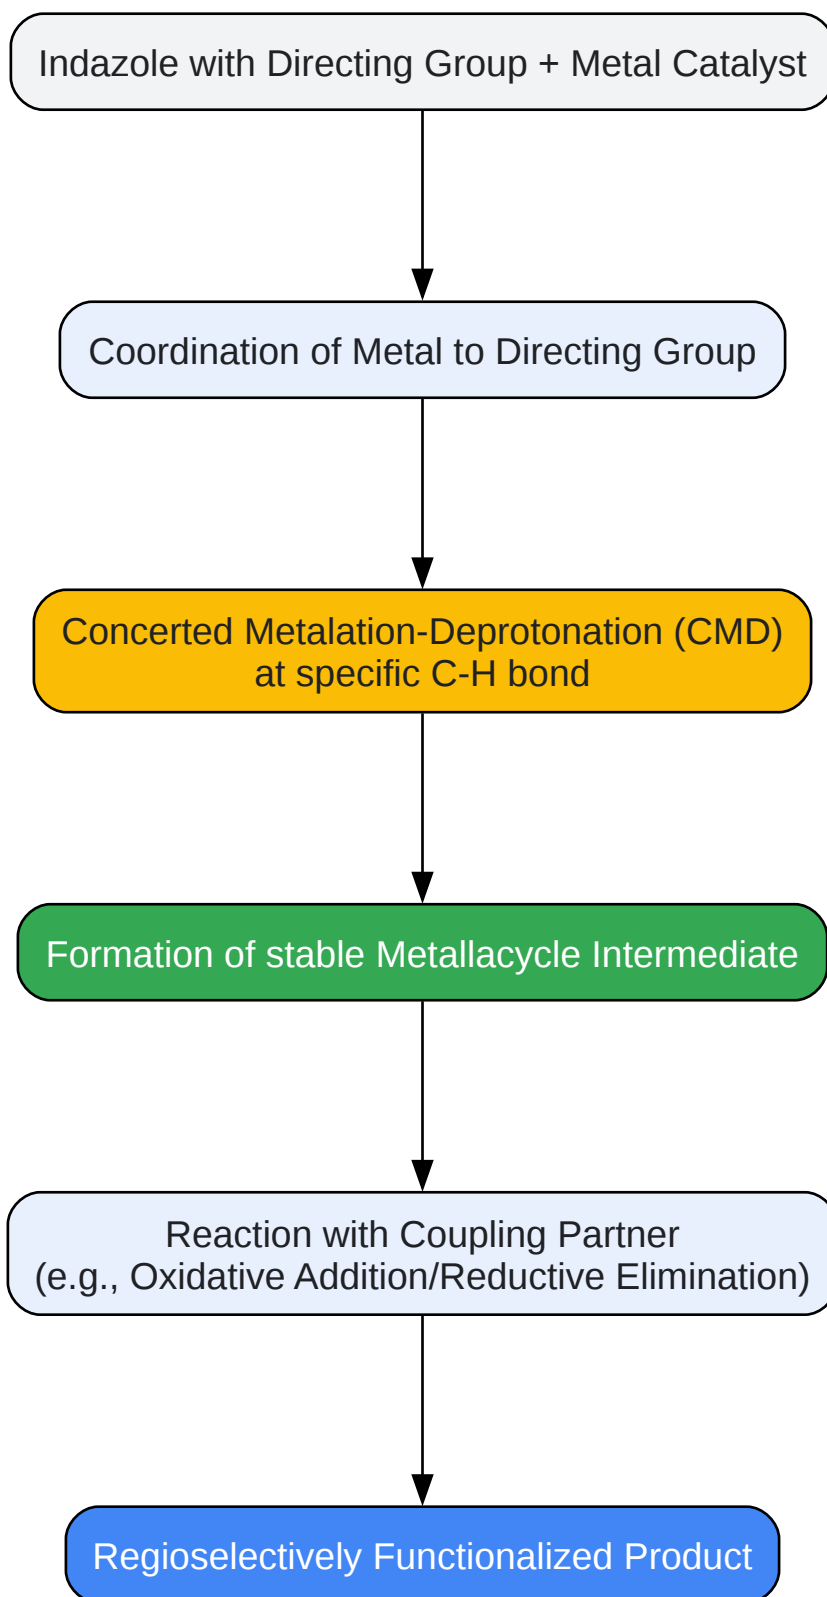 Indazole with Directing Group + Metal Catalyst
Coordination of Metal to Directing Group
Concerted Metalation-Deprotonation (CMD)
at specific C-H bond
Formation of stable Metallacycle Intermediate
Reaction with Coupling Partner
(e.g., Oxidative Addition/Reductive Elimination)
Regioselectively Functionalized Product